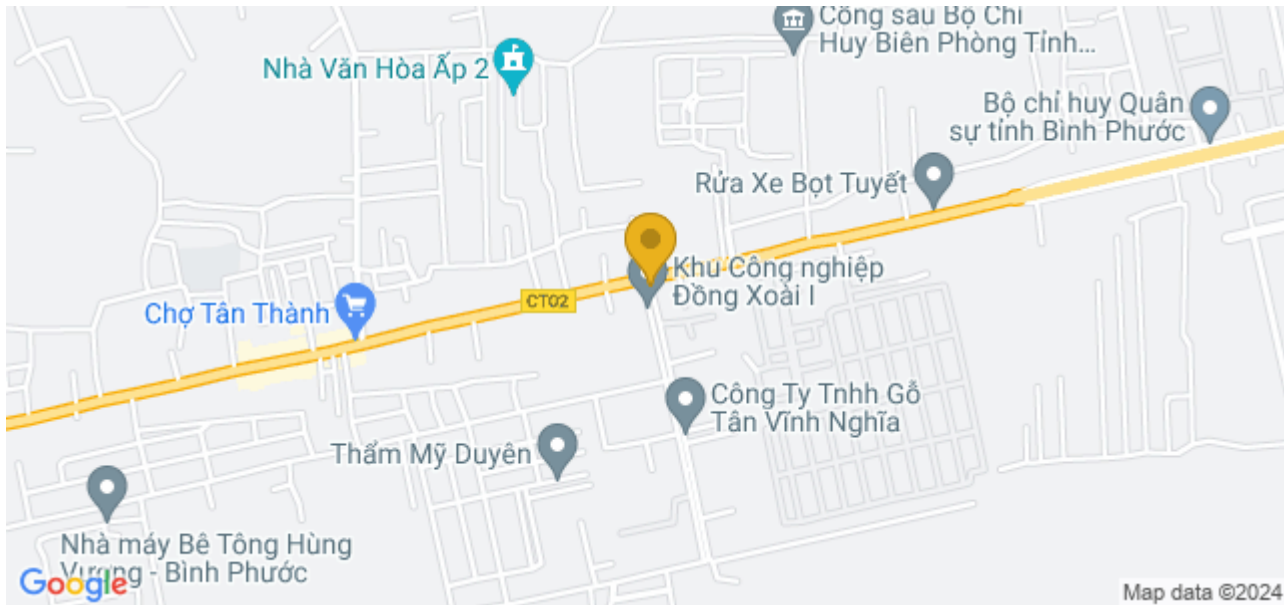 Cổng sau Bộ Chỉ
Huy Biên Phòng Tỉnh...
Nhà Văn Hòa Ấp 2
Bộ chỉ huy Quân
sự tỉnh Bình Phước
Rửa Xe Bọt Tuyết
Khu Công nghiệp
Đồng Xoài I
CT02
Chợ Tân Thành
Công Ty Tnhh Gỗ
Tân Vĩnh Nghĩa
Thẩm Mỹ Duyên
Nhà máy Bê Tông Hùng
Vương - Bình Phước
Google
Map data ©2024